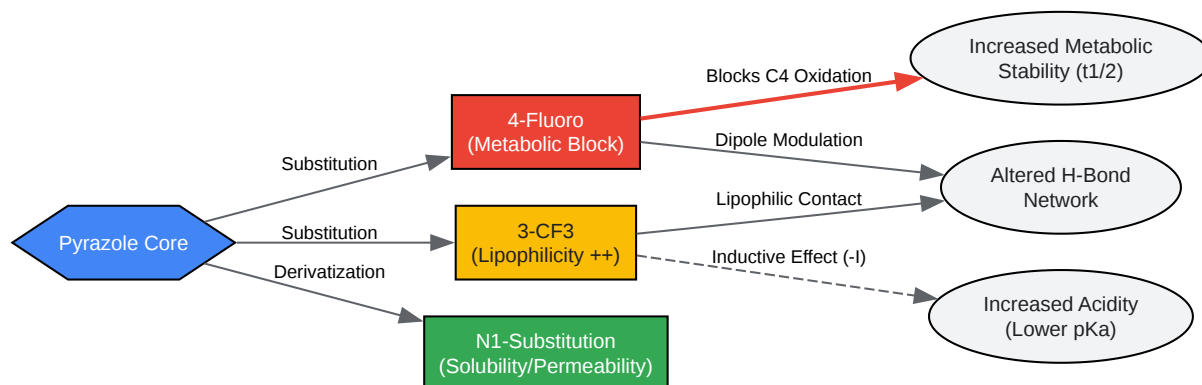 Increased Metabolic
Stability (t1/2)
Blocks C4 Oxidation
4-Fluoro
(Metabolic Block)
Dipole Modulation
Substitution
Altered H-Bond
Network
Lipophilic Contact
Pyrazole Core
Substitution
3-CF3
(Lipophilicity ++)
Inductive Effect (-I)
Derivatization
Increased Acidity
(Lower pKa)
N1-Substitution
(Solubility/Permeability)